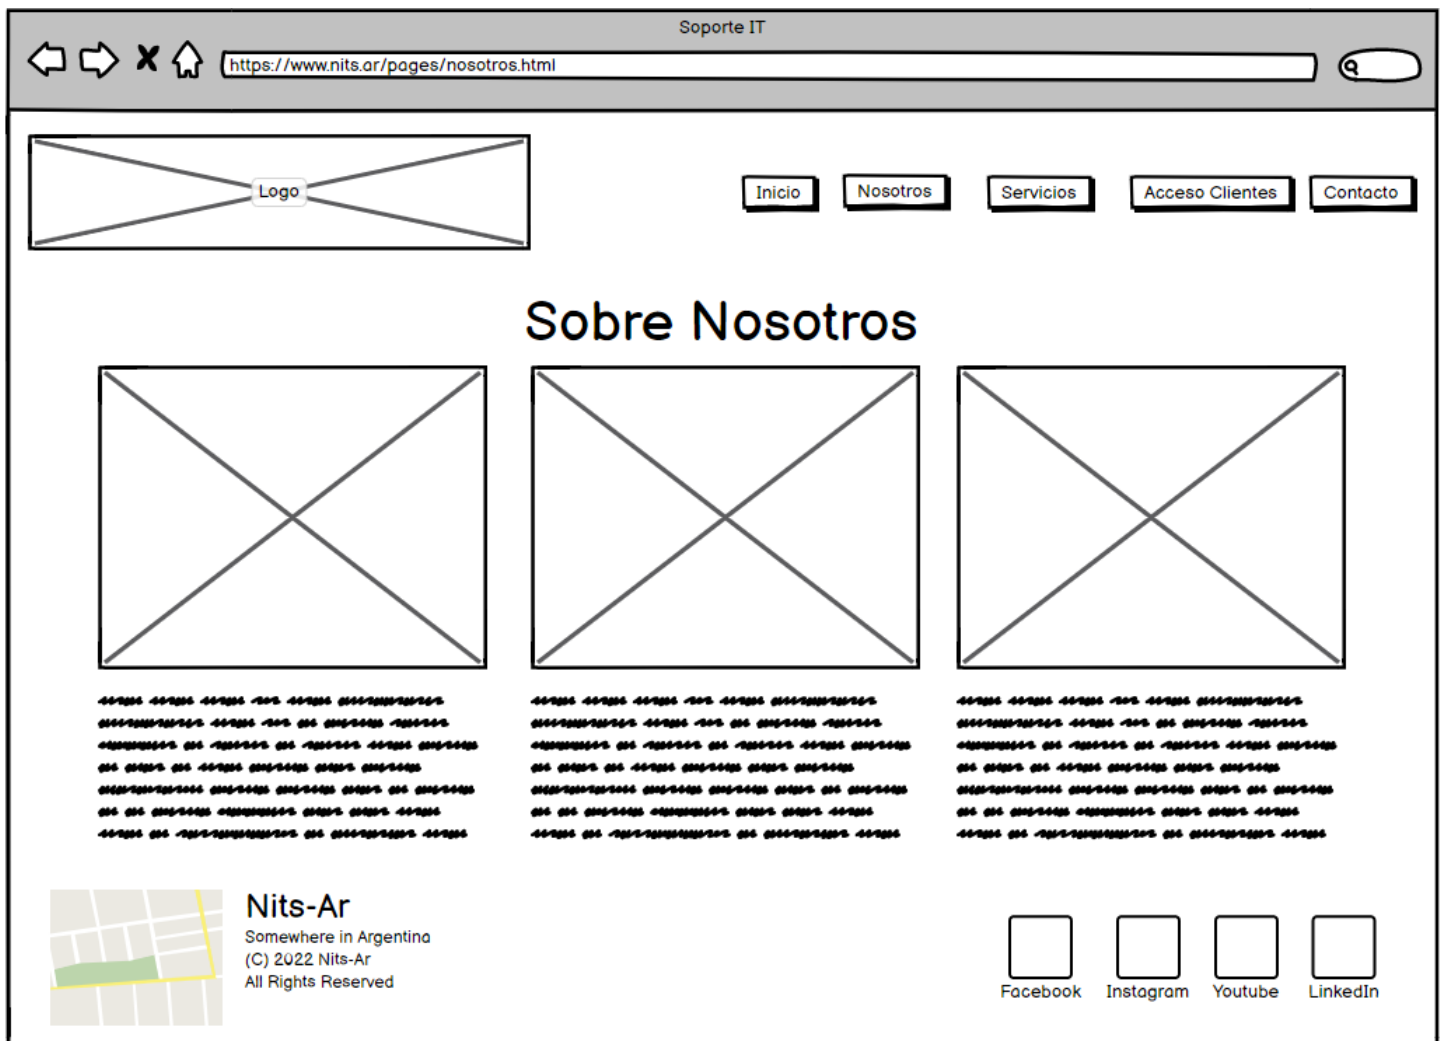 Soporte IT
https://www.nits.ar/pages/nosotros.html
Logo
Inicio
Nosotros
Servicios
Acceso Clientes
Contacto
Sobre Nosotros
Nits-Ar
Somewhere in Argentina
(C) 2022 Nits-Ar
All Rights Reserved
Facebook
Instagram
Youtube
LinkedIn